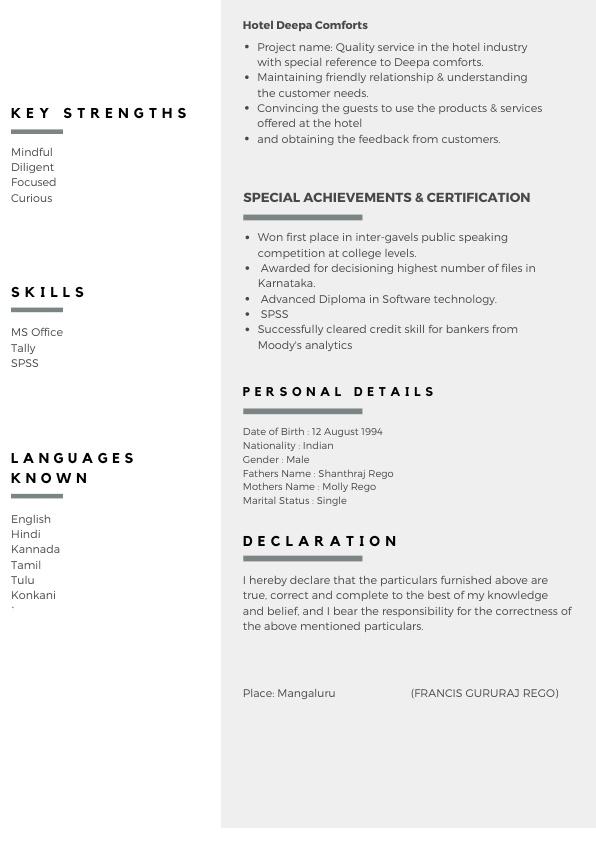 KEY STRENGTHS
Mindful
Diligent
Focused
Curious
SKILLS
MS Office
Tally
SPSS
LANGUAGES
KNOWN
English
Hindi
Kannada
Tamil
Tulu
Konkani
.
Hotel Deepa Comforts
• Project name: Quality service in the hotel industry
with special reference to Deepa comforts.
• Maintaining friendly relationship & understanding
the customer needs.
• Convincing the guests to use the products & services
offered at the hotel
• and obtaining the feedback from customers.
SPECIAL ACHIEVEMENTS & CERTIFICATION
• Won first place in inter-gavels public speaking
competition at college levels.
• Awarded for decisioning highest number of files in
Karnataka.
• Advanced Diploma in Software technology.
• SPSS
• Successfully cleared credit skill for bankers from
Moody's analytics
PERSONAL DETAILS
Date of Birth : 12 August 1994
Nationality : Indian
Gender : Male
Fathers Name : Shanthraj Rego
Mothers Name : Molly Rego
Marital Status : Single
DECLARATION
I hereby declare that the particulars furnished above are
true, correct and complete to the best of my knowledge
and belief, and I bear the responsibility for the correctness of
the above mentioned particulars.
Place: Mangaluru (FRANCIS GURURAJ REGO)